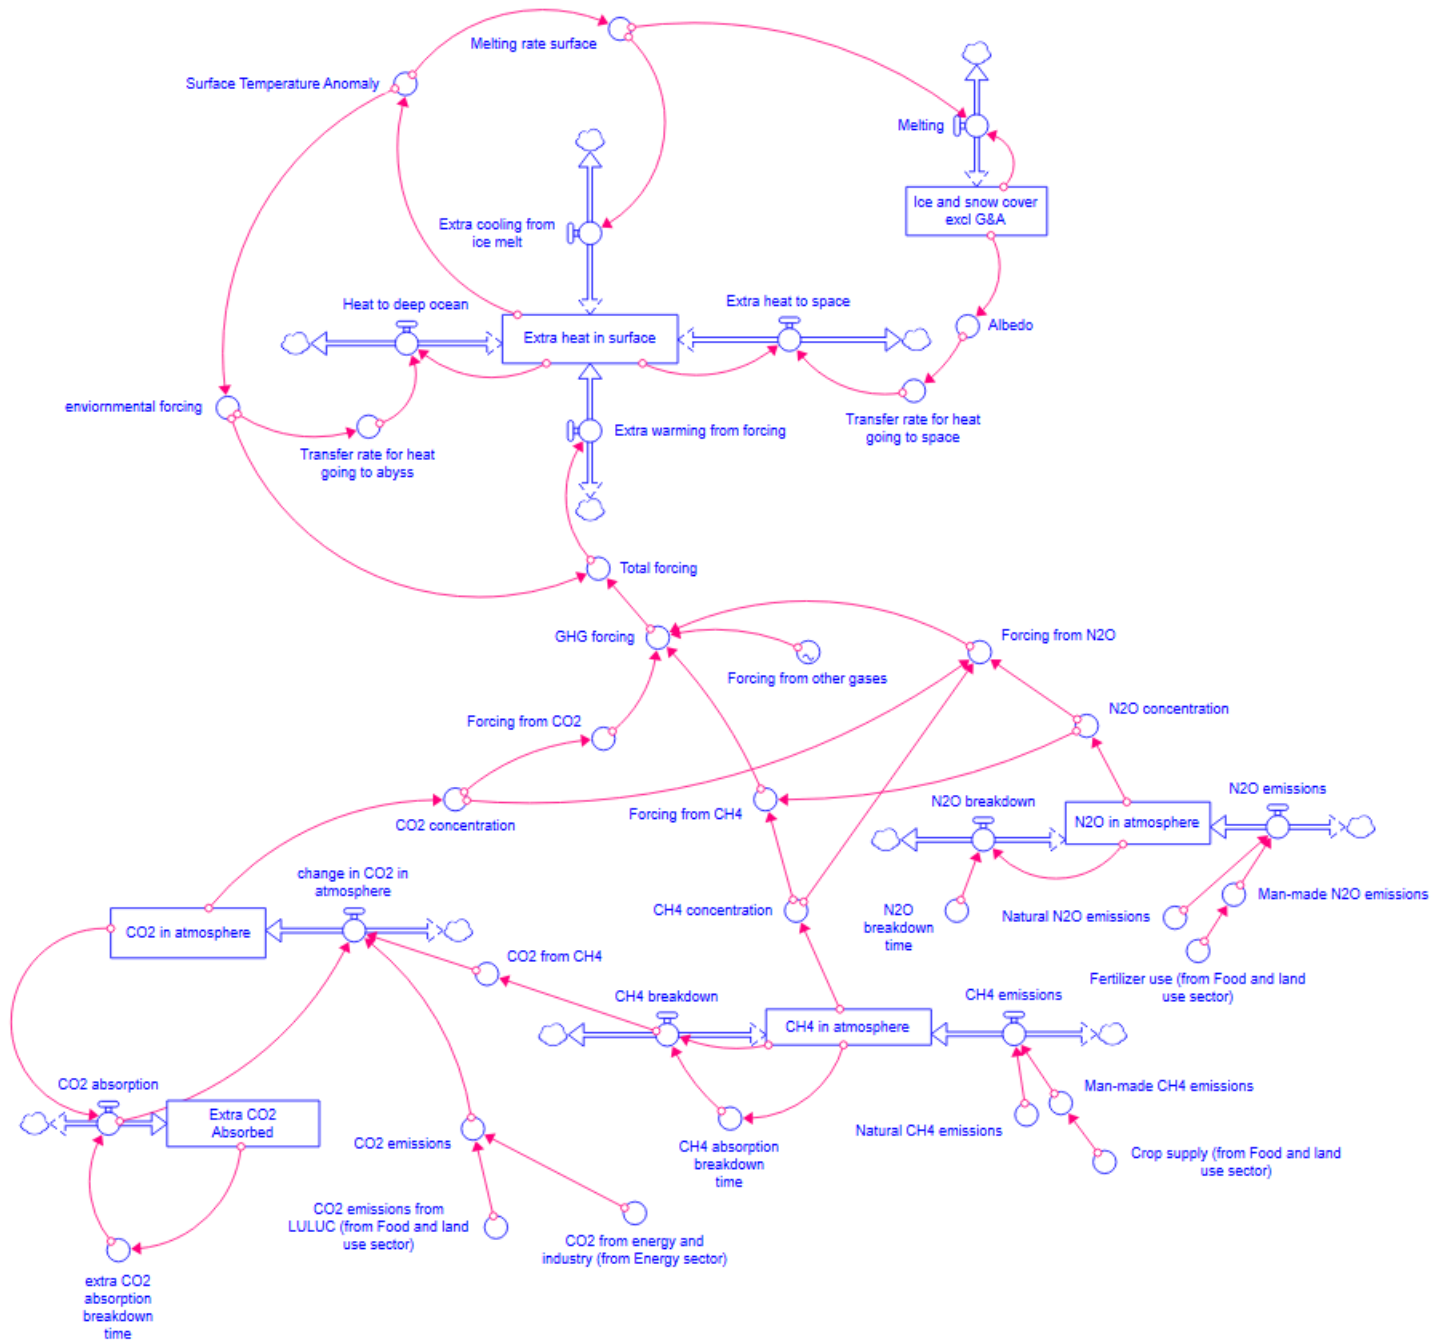 Melting rate surface
Surface Temperature Anomaly
Melting
Ice and snow cover
excl G&A
Extra cooling from
ice melt
Heat to deep ocean
Extra heat to space
Albedo
Extra heat in surface
enviornmental forcing
Transfer rate for heat
going to space
Extra warming from forcing
Transfer rate for heat
going to abyss
Total forcing
GHG forcing
Forcing from N2O
Forcing from other gases
Forcing from CO2
N2O concentration
Forcing from CH4
CO2 concentration
N2O breakdown
N2O emissions
N2O in atmosphere
change in CO2 in
atmosphere
CH4 concentration
N2O
breakdown
time
Natural N2O emissions
Man-made N2O emissions
CO2 in atmosphere
CO2 from CH4
Fertilizer use (from Food and land
use sector)
CH4 breakdown
CH4 emissions
CH4 in atmosphere
CO2 absorption
Extra CO2
Absorbed
CO2 emissions
CH4 absorption
breakdown
time
Natural CH4 emissions
Man-made CH4 emissions
Crop supply (from Food and land
use sector)
CO2 emissions from
LULUC (from Food and land
use sector)
CO2 from energy and
industry (from Energy sector)
extra CO2
absorption
breakdown
time